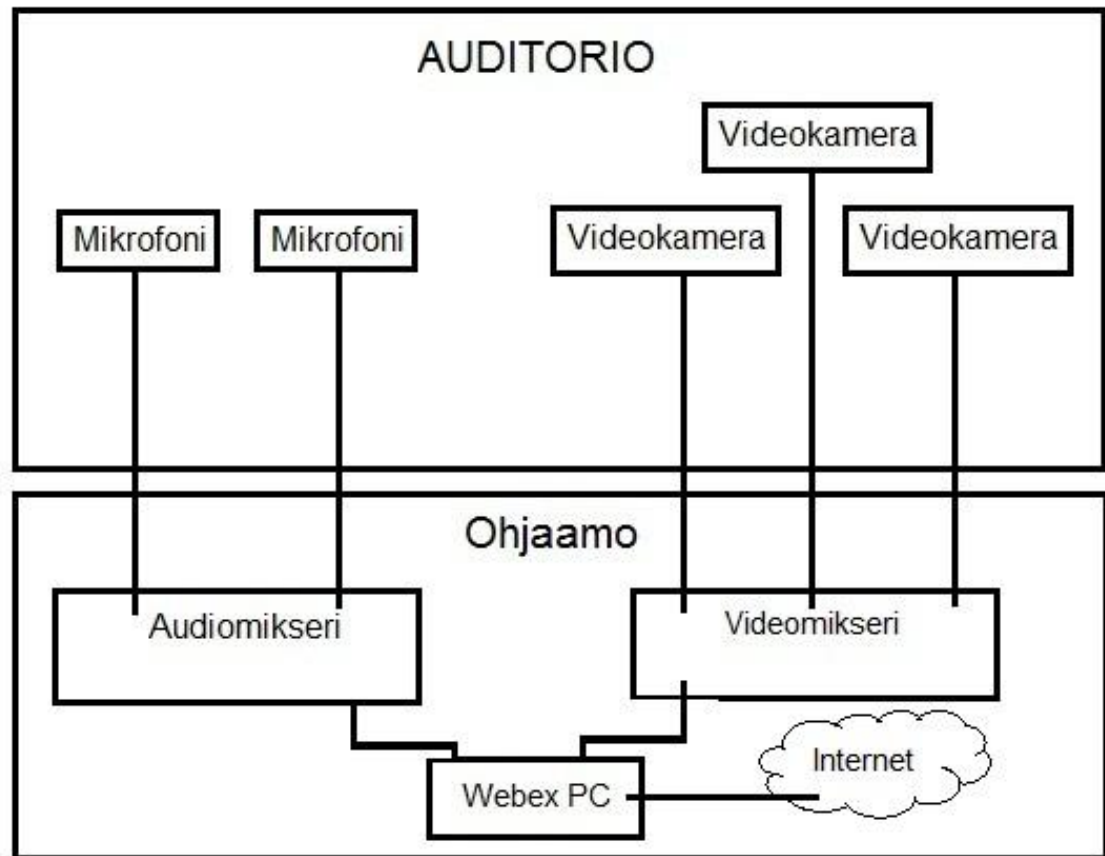 AUDITORIO
Videokamera
Mikrofoni
Mikrofoni
Videokamera
Videokamera
Ohjaamo
Audiomikseri
Videomikseri
Internet
Webex PC